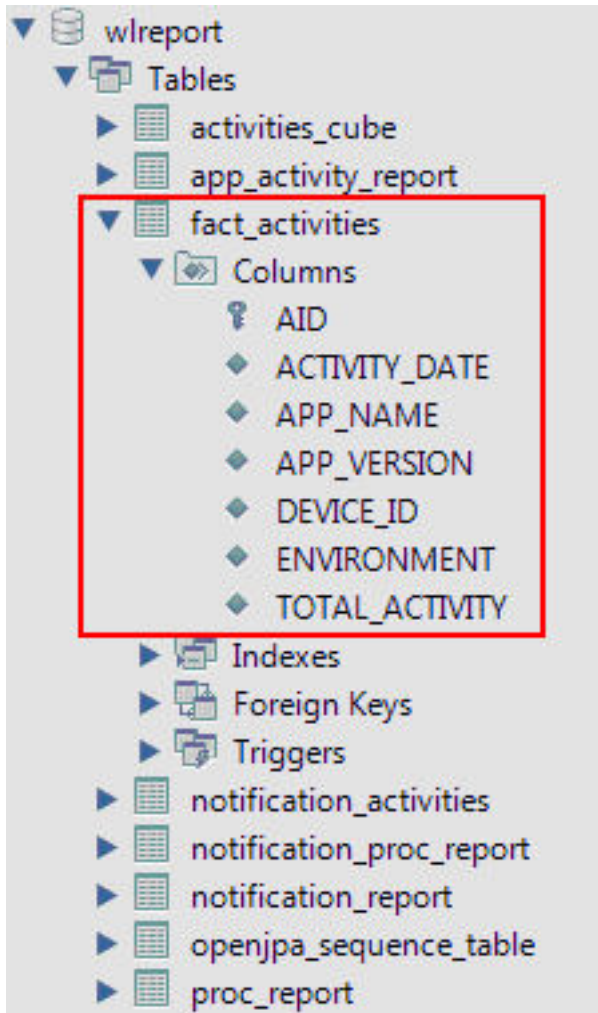 wlreport
Tables
activities_cube
app_activity_report
fact_activities
Columns
AID
ACTIVITY_DATE
APP_NAME
APP_VERSION
DEVICE_ID
ENVIRONMENT
TOTAL_ACTIVITY
Indexes
Foreign Keys
Triggers
notification_activities
notification_proc_report
notification_report
openjpa_sequence_table
proc_report